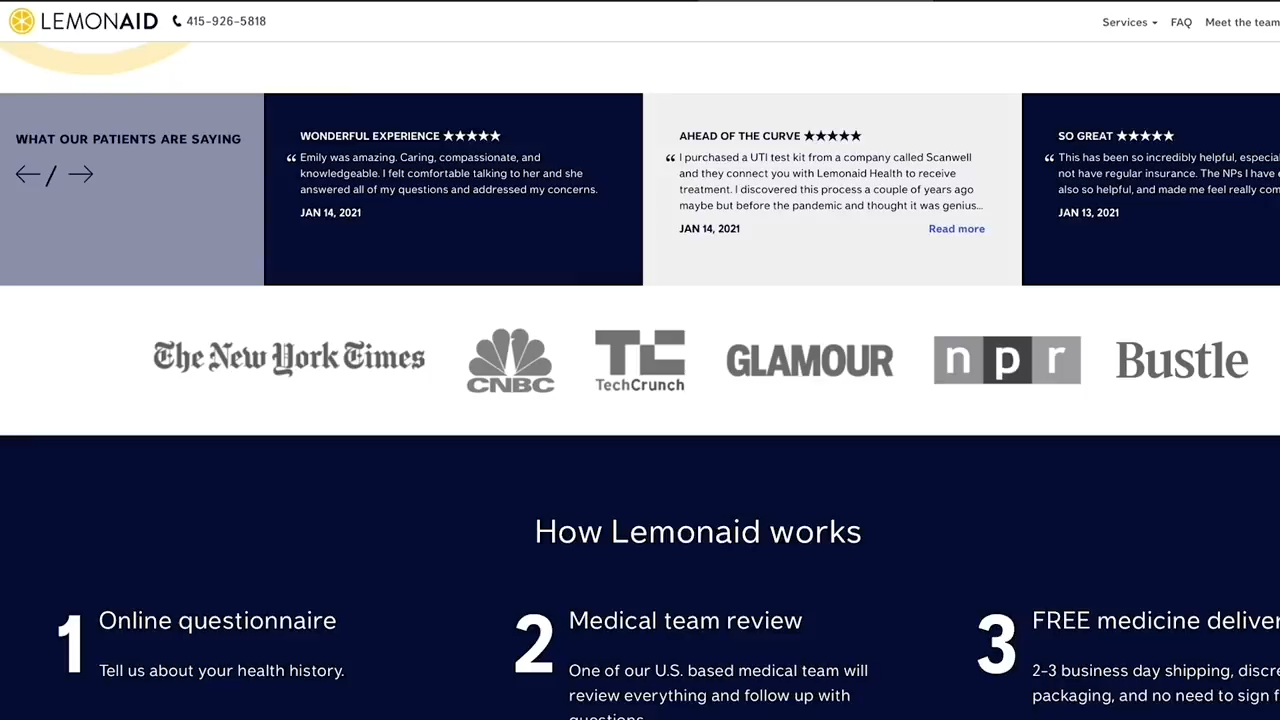 LEMONAID 415-926-5818 Services FAQ Meet the team
WHAT OUR PATIENTS ARE SAYING
/
WONDERFUL EXPERIENCE ★★★★★
“ Emily was amazing. Caring, compassionate, and
knowledgeable. I felt comfortable talking to her and she
answered all of my questions and addressed my concerns.
JAN 14, 2021
AHEAD OF THE CURVE ★★★★★
“ I purchased a UTI test kit from a company called Scanwell
and they connect you with Lemonaid Health to receive
treatment. I discovered this process a couple of years ago
maybe but before the pandemic and thought it was genius...
JAN 14, 2021 Read more
SO GREAT ★★★★★
“ This has been so incredibly helpful,
not have regular insurance. The NPs I have
also so helpful, and made me feel really
JAN 13, 2021
The New York Times
CNBC
TC
TechCrunch
GLAMOUR
npr
Bustle
How Lemonaid works
1 Online questionnaire
Tell us about your health history.
2 Medical team review
One of our U.S. based medical team will
review everything and follow up with
questions.
3 FREE medicine
2-3 business day shipping,
packaging, and no need to sign